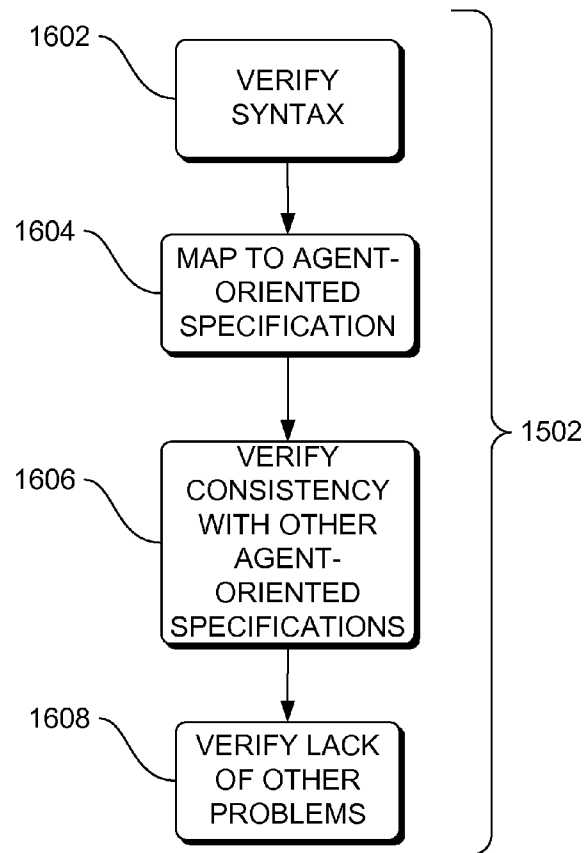 1602
VERIFY
SYNTAX
1604
MAP TO AGENT-
ORIENTED
SPECIFICATION
1502
1606
VERIFY
CONSISTENCY
WITH OTHER
AGENT-
ORIENTED
SPECIFICATIONS
1608
VERIFY LACK
OF OTHER
PROBLEMS